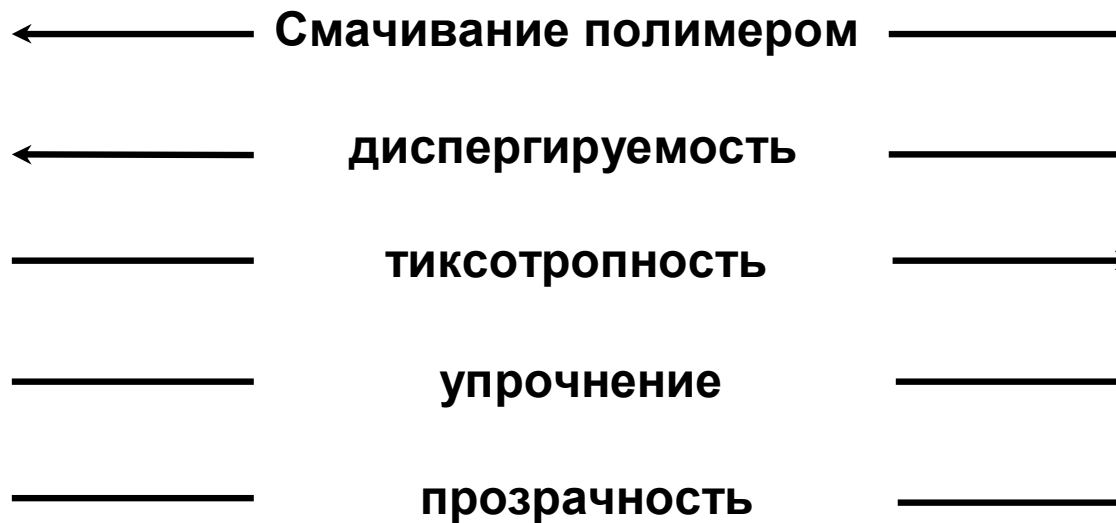 Смачивание полимером
диспергируемость
тиксотропность
упрочнение
прозрачность